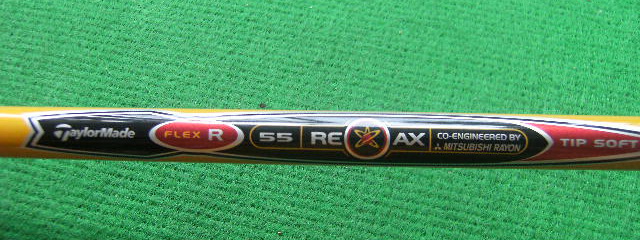 TaylorMade
FLEX R
55
RE AX
CO-ENGINEERED BY
MITSUBISHI RAYON
TIP SOFT